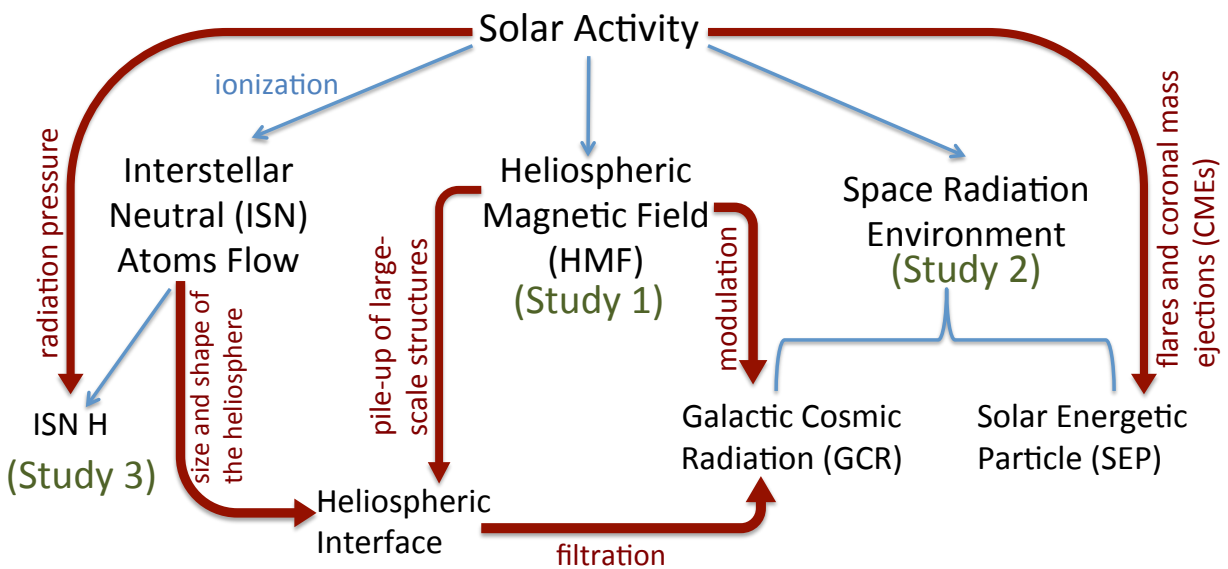 Solar Activity
ionization
radiation pressure
flares and coronal mass
ejections (CMEs)
Interstellar
Neutral (ISN)
Atoms Flow
Heliospheric
Magnetic Field
(HMF)
(Study 1)
Space Radiation
Environment
(Study 2)
size and shape of
the heliosphere
pile-up of large-
scale structures
modulation
ISN H
(Study 3)
Galactic Cosmic
Radiation (GCR)
Solar Energetic
Particle (SEP)
Heliospheric
Interface
filtration